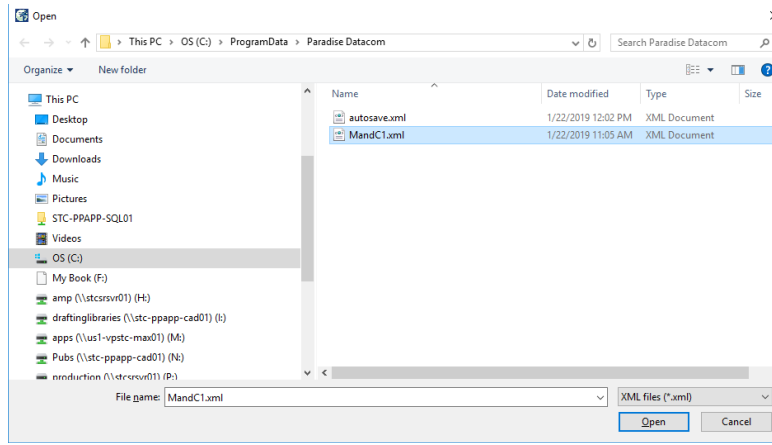 Open
This PC > OS (C:) > ProgramData > Paradise Datacom
Search Paradise Datacom
Organize New folder
Name Date modified Type Size
This PC
Desktop
Documents
Downloads
Music
Pictures
STC-PPAPP-SQL01
Videos
OS (C:)
My Book (F:)
amp (\\stcsrsvr01) (H:)
draftinglibraries (\\stc-ppapp-cad01) (I:)
apps (\\us1-vpstc-max01) (M:)
Pubs (\\stc-ppapp-cad01) (N:)
production (\\stcsrsvr01) (P:)
autosave.xml 1/22/2019 12:02 PM XML Document
MandC1.xml 1/22/2019 11:05 AM XML Document
File name: MandC1.xml XML files (*.xml)
Open Cancel